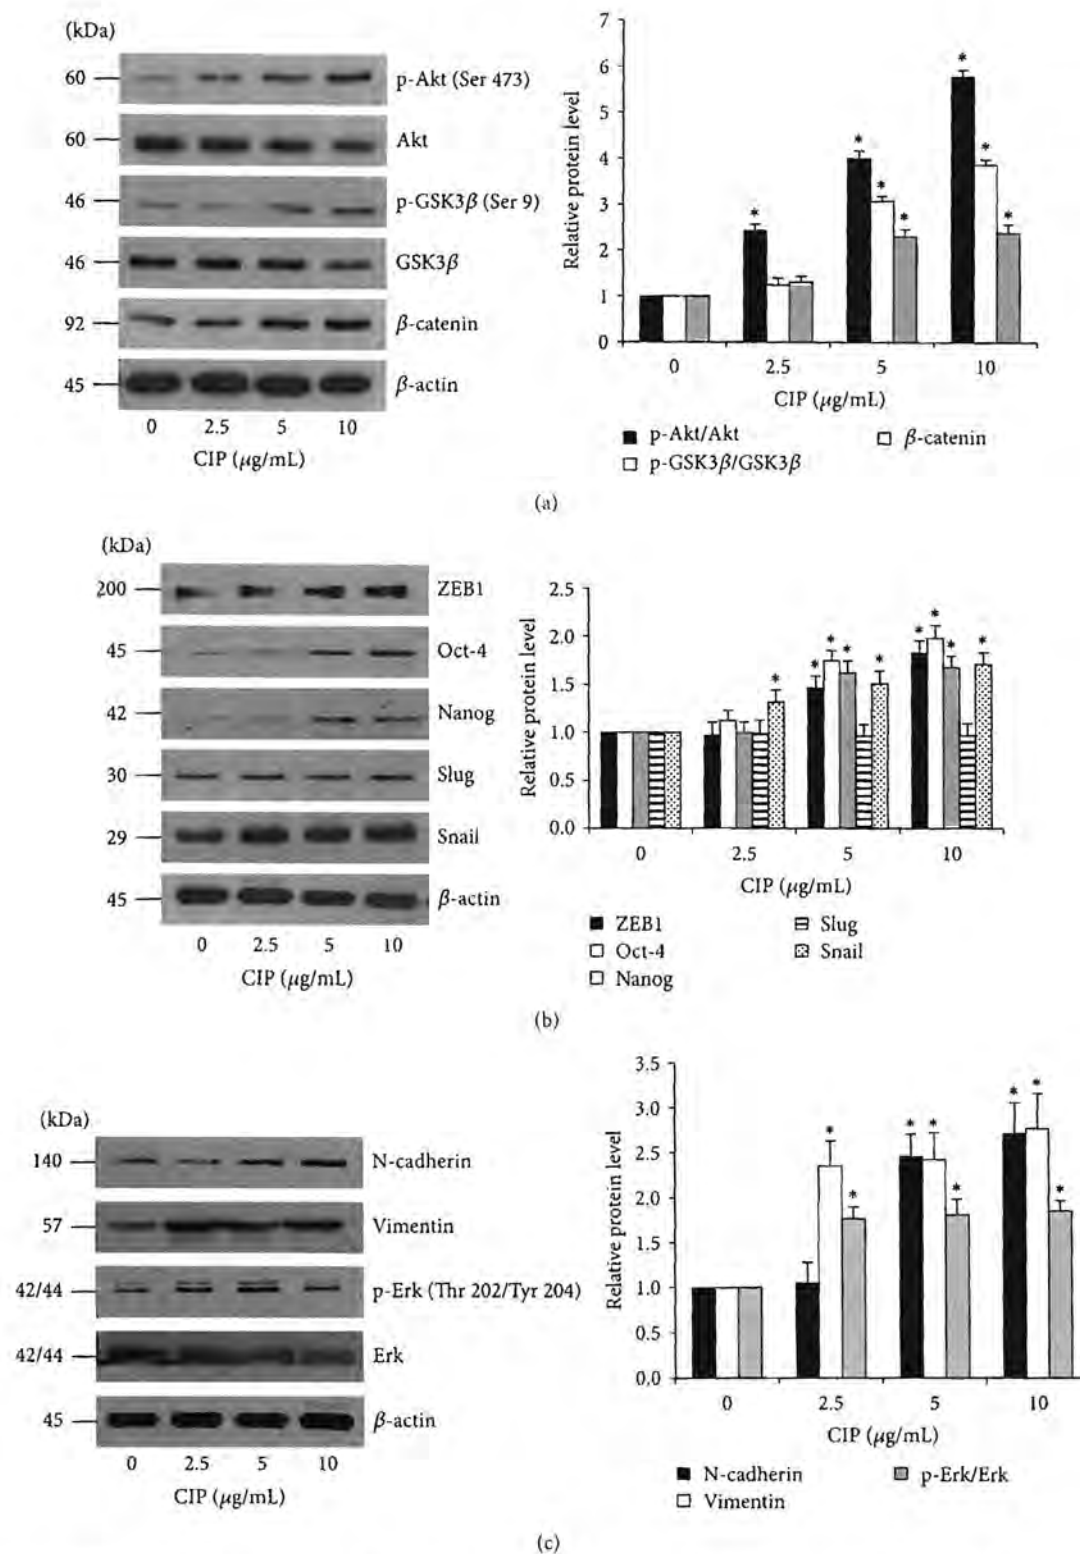 (kDa)
60
p-Akt (Ser 473)
60
Akt
46
p-GSK3β (Ser 9)
46
GSK3β
92
β-catenin
45
β-actin
0 2.5 5 10
CIP (μg/mL)
Relative protein level
7
6
5
4
3
2
1
0
* * * * * * *
0 2.5 5 10
CIP (μg/mL)
p-Akt/Akt
β-catenin
p-GSK3β/GSK3β
(a)
(kDa)
200
ZEB1
45
Oct-4
42
Nanog
30
Slug
29
Snail
45
β-actin
0 2.5 5 10
CIP (μg/mL)
Relative protein level
2.5
2.0
1.5
1.0
0.5
0.0
* * * * * * * * *
0 2.5 5 10
CIP (μg/mL)
ZEB1
Slug
Oct-4
Snail
Nanog
(b)
(kDa)
140
N-cadherin
57
Vimentin
42/44
p-Erk (Thr 202/Tyr 204)
42/44
Erk
45
β-actin
0 2.5 5 10
CIP (μg/mL)
Relative protein level
3.5
3.0
2.5
2.0
1.5
1.0
0.5
0.0
* * * * * * * *
0 2.5 5 10
CIP (μg/mL)
N-cadherin
p-Erk/Erk
Vimentin
(c)